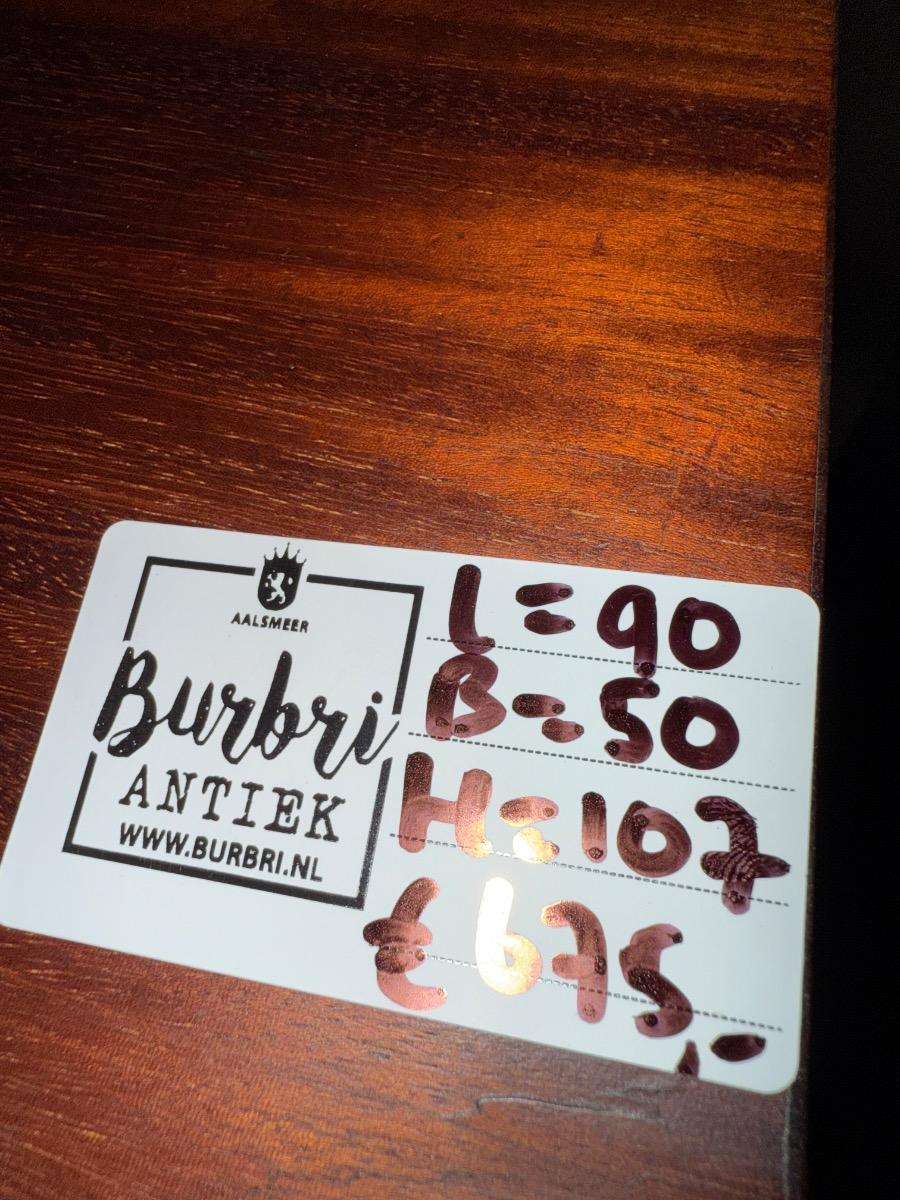 AALSMEER
Burbri
ANTIEK
WWW.BURBRI.NL
L = 90
B = 50
H = 107
€ 675,-